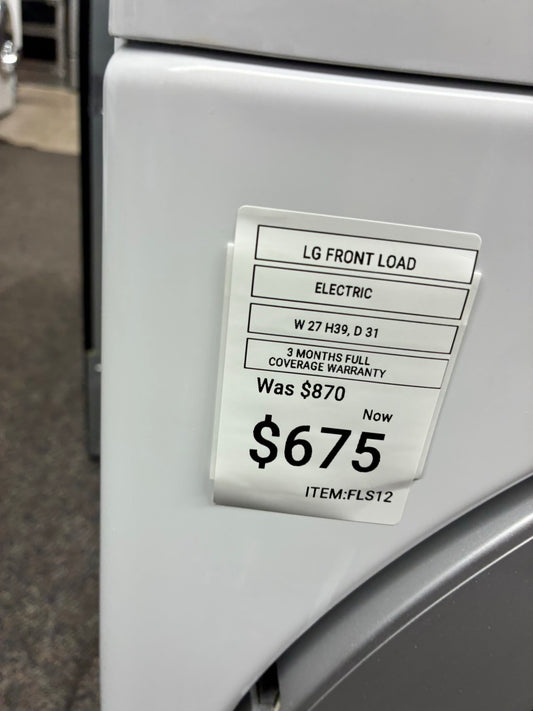 LG FRONT LOAD
ELECTRIC
W 27 H39, D 31
3 MONTHS FULL
COVERAGE WARRANTY
Was $870
Now
$675
ITEM:FLS12